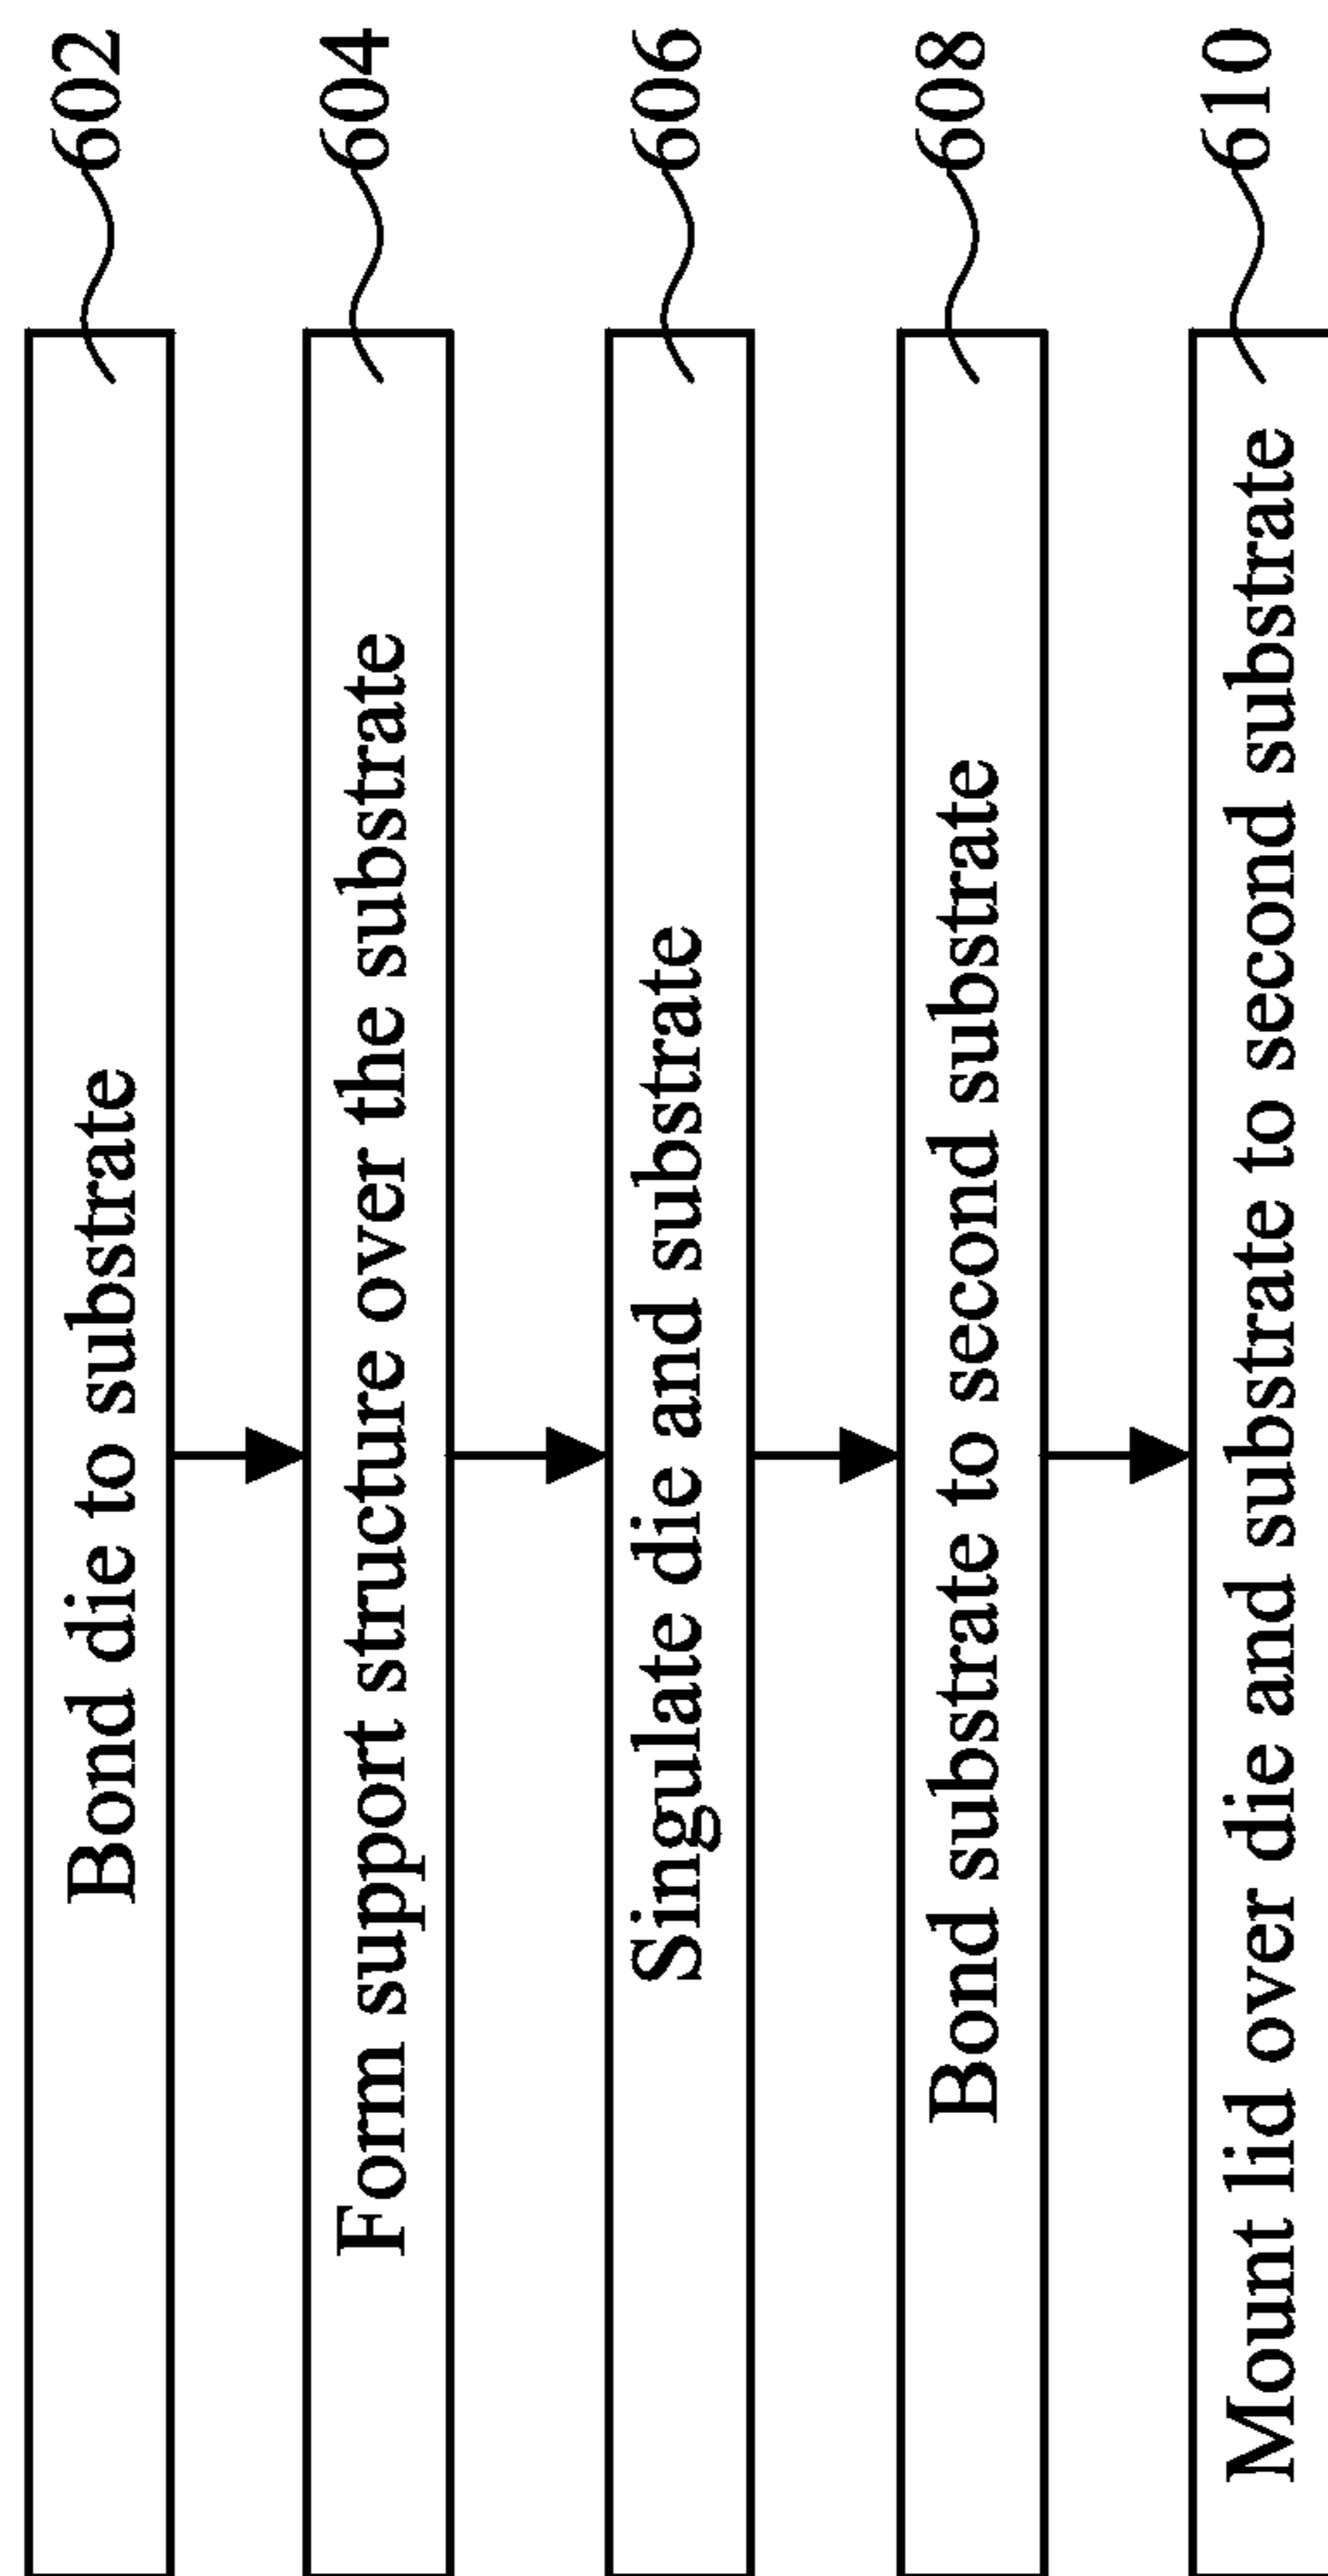 602
Bond die to substrate
604
Form support structure over the substrate
606
Singulate die and substrate
608
Bond substrate to second substrate
610
Mount lid over die and substrate to second substrate